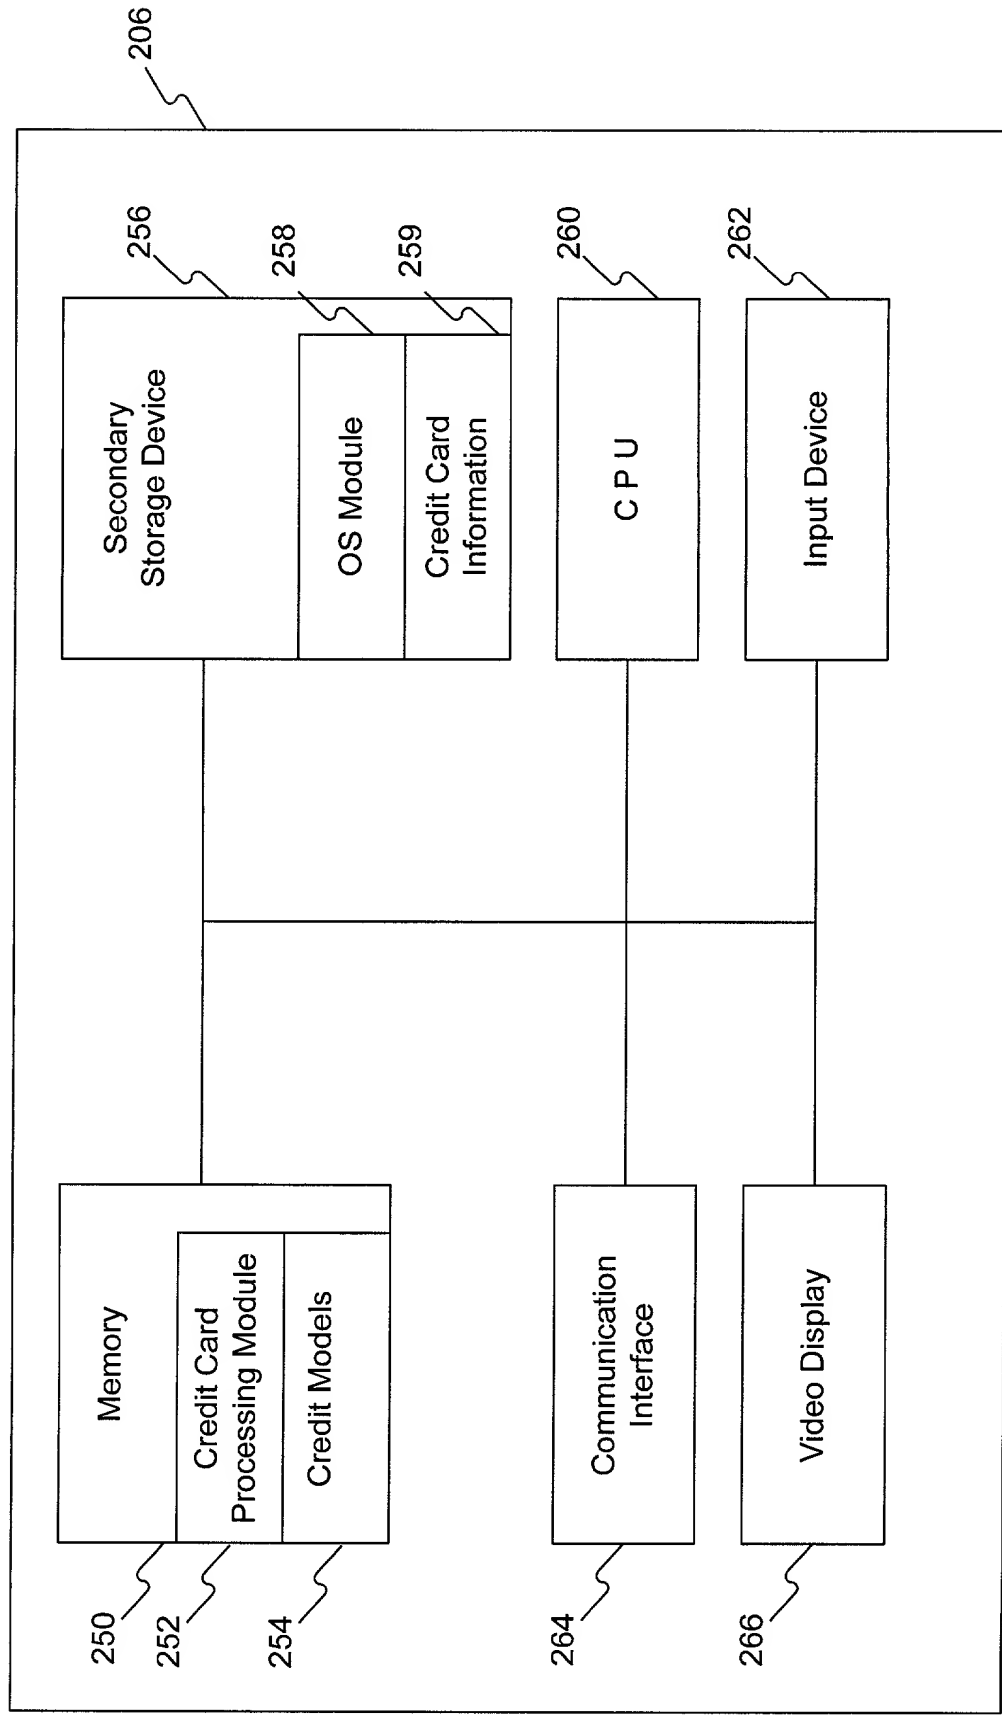 206
250
Memory
252
Credit Card
Processing Module
254
Credit Models
256
Secondary
Storage Device
258
OS Module
259
Credit Card
Information
264
Communication
Interface
260
C P U
266
Video Display
262
Input Device